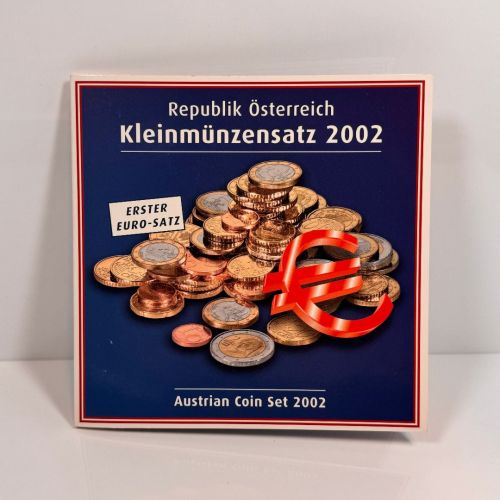 Republik Österreich
Kleinmünzensatz 2002
ERSTER
EURO-SATZ
Austrian Coin Set 2002